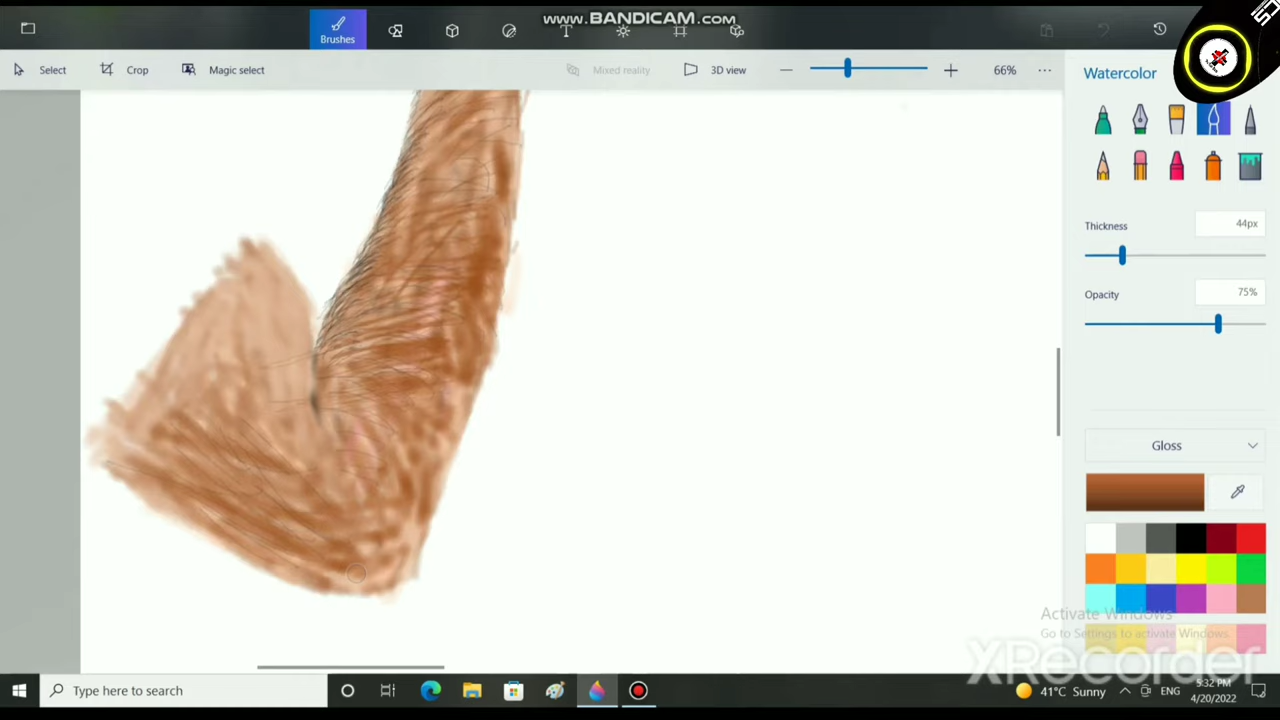 www.BANDICAM.com
Brushes
Select
Crop
Magic select
Mixed reality
3D view
66%
Watercolor
Thickness
44px
Opacity
75%
Gloss
Activate Windows
Go to Settings to activate Windows.
XRecorder
Type here to search
41°C Sunny
ENG
5:32 PM
4/20/2022